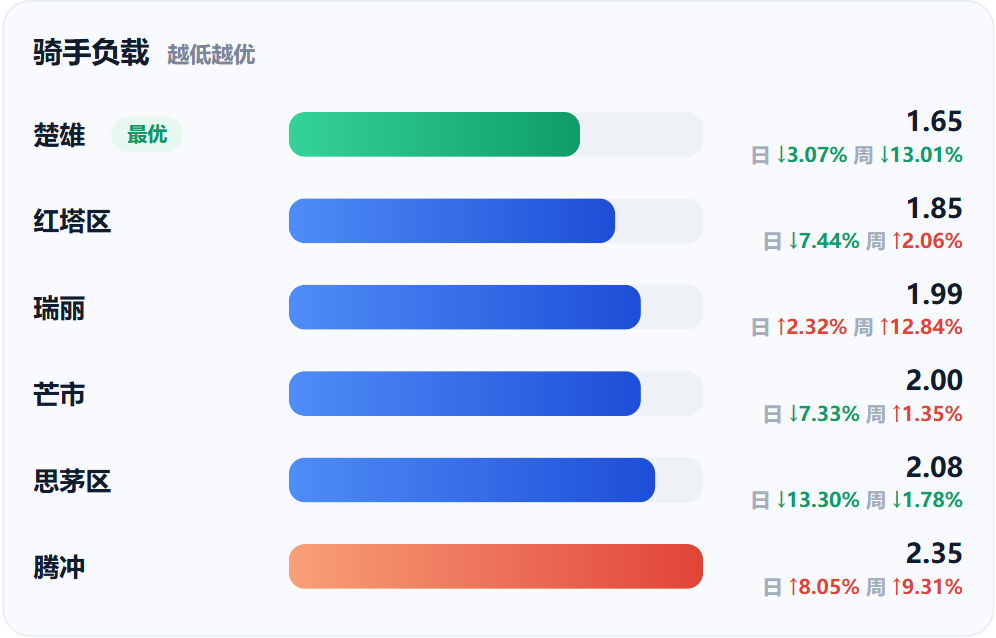 骑手负载 越低越优
楚雄 最优 1.65
日 ↓3.07% 周 ↓13.01%
红塔区 1.85
日 ↓7.44% 周 ↑2.06%
瑞丽 1.99
日 ↑2.32% 周 ↑12.84%
芒市 2.00
日 ↓7.33% 周 ↑1.35%
思茅区 2.08
日 ↓13.30% 周 ↓1.78%
腾冲 2.35
日 ↑8.05% 周 ↑9.31%